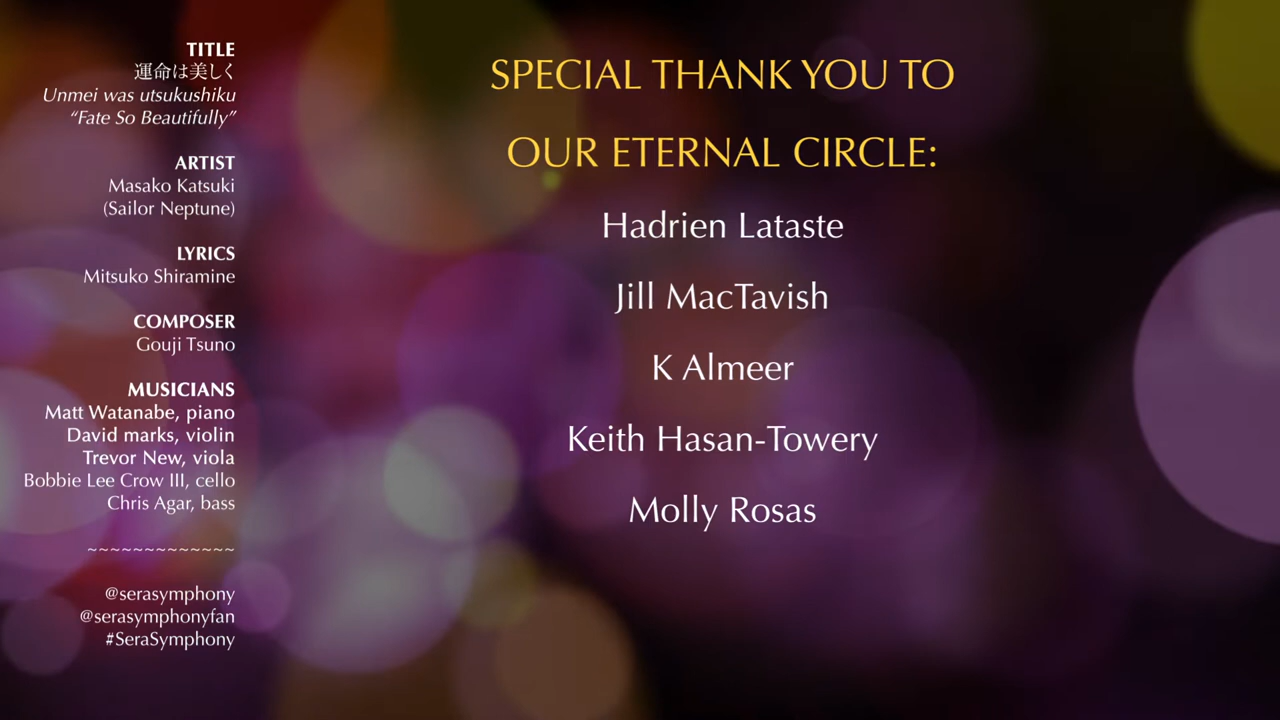 TITLE
運命は美しく
Unmei was utsukushiku
“Fate So Beautifully”
ARTIST
Masako Katsuki
(Sailor Neptune)
LYRICS
Mitsuko Shiramine
COMPOSER
Gouji Tsuno
MUSICIANS
Matt Watanabe, piano
David marks, violin
Trevor New, viola
Bobbie Lee Crow III, cello
Chris Agar, bass
~~~~~~~~~~~~~
@serasymphony
@serasymphonyfan
#SeraSymphony
SPECIAL THANK YOU TO
OUR ETERNAL CIRCLE:
Hadrien Lataste
Jill MacTavish
K Almeer
Keith Hasan-Towery
Molly Rosas